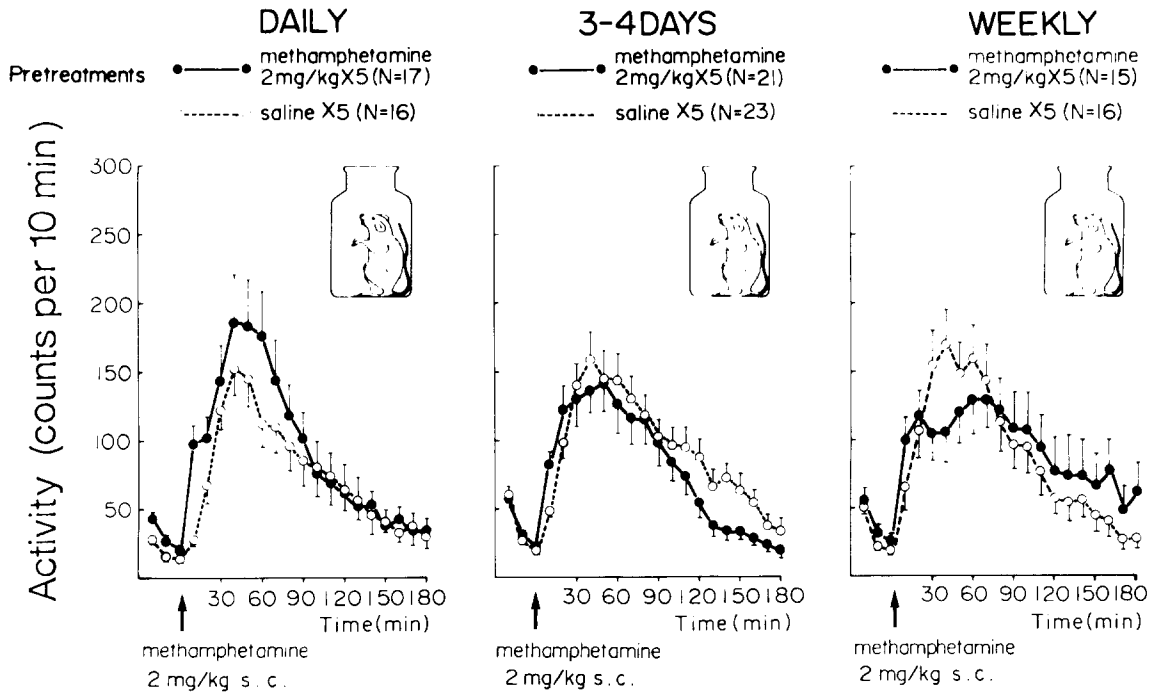 DAILY
3-4DAYS
WEEKLY
Pretreatments
methamphetamine
2mg/kgX5 (N=17)
saline X5 (N=16)
methamphetamine
2mg/kgX5(N=21)
saline X5 (N=23)
methamphetamine
2mg/kgX5(N=15)
saline X5 (N=16)
Activity (counts per 10 min)
300
250
200
150
100
50
30 60 90 120 150 180
Time(min)
methamphetamine
2 mg/kg s.c.
30 60 90 120 150 180
Time(min)
methamphetamine
2 mg/kg s.c.
30 60 90 120 150 180
Time(min)
methamphetamine
2 mg/kg s.c.